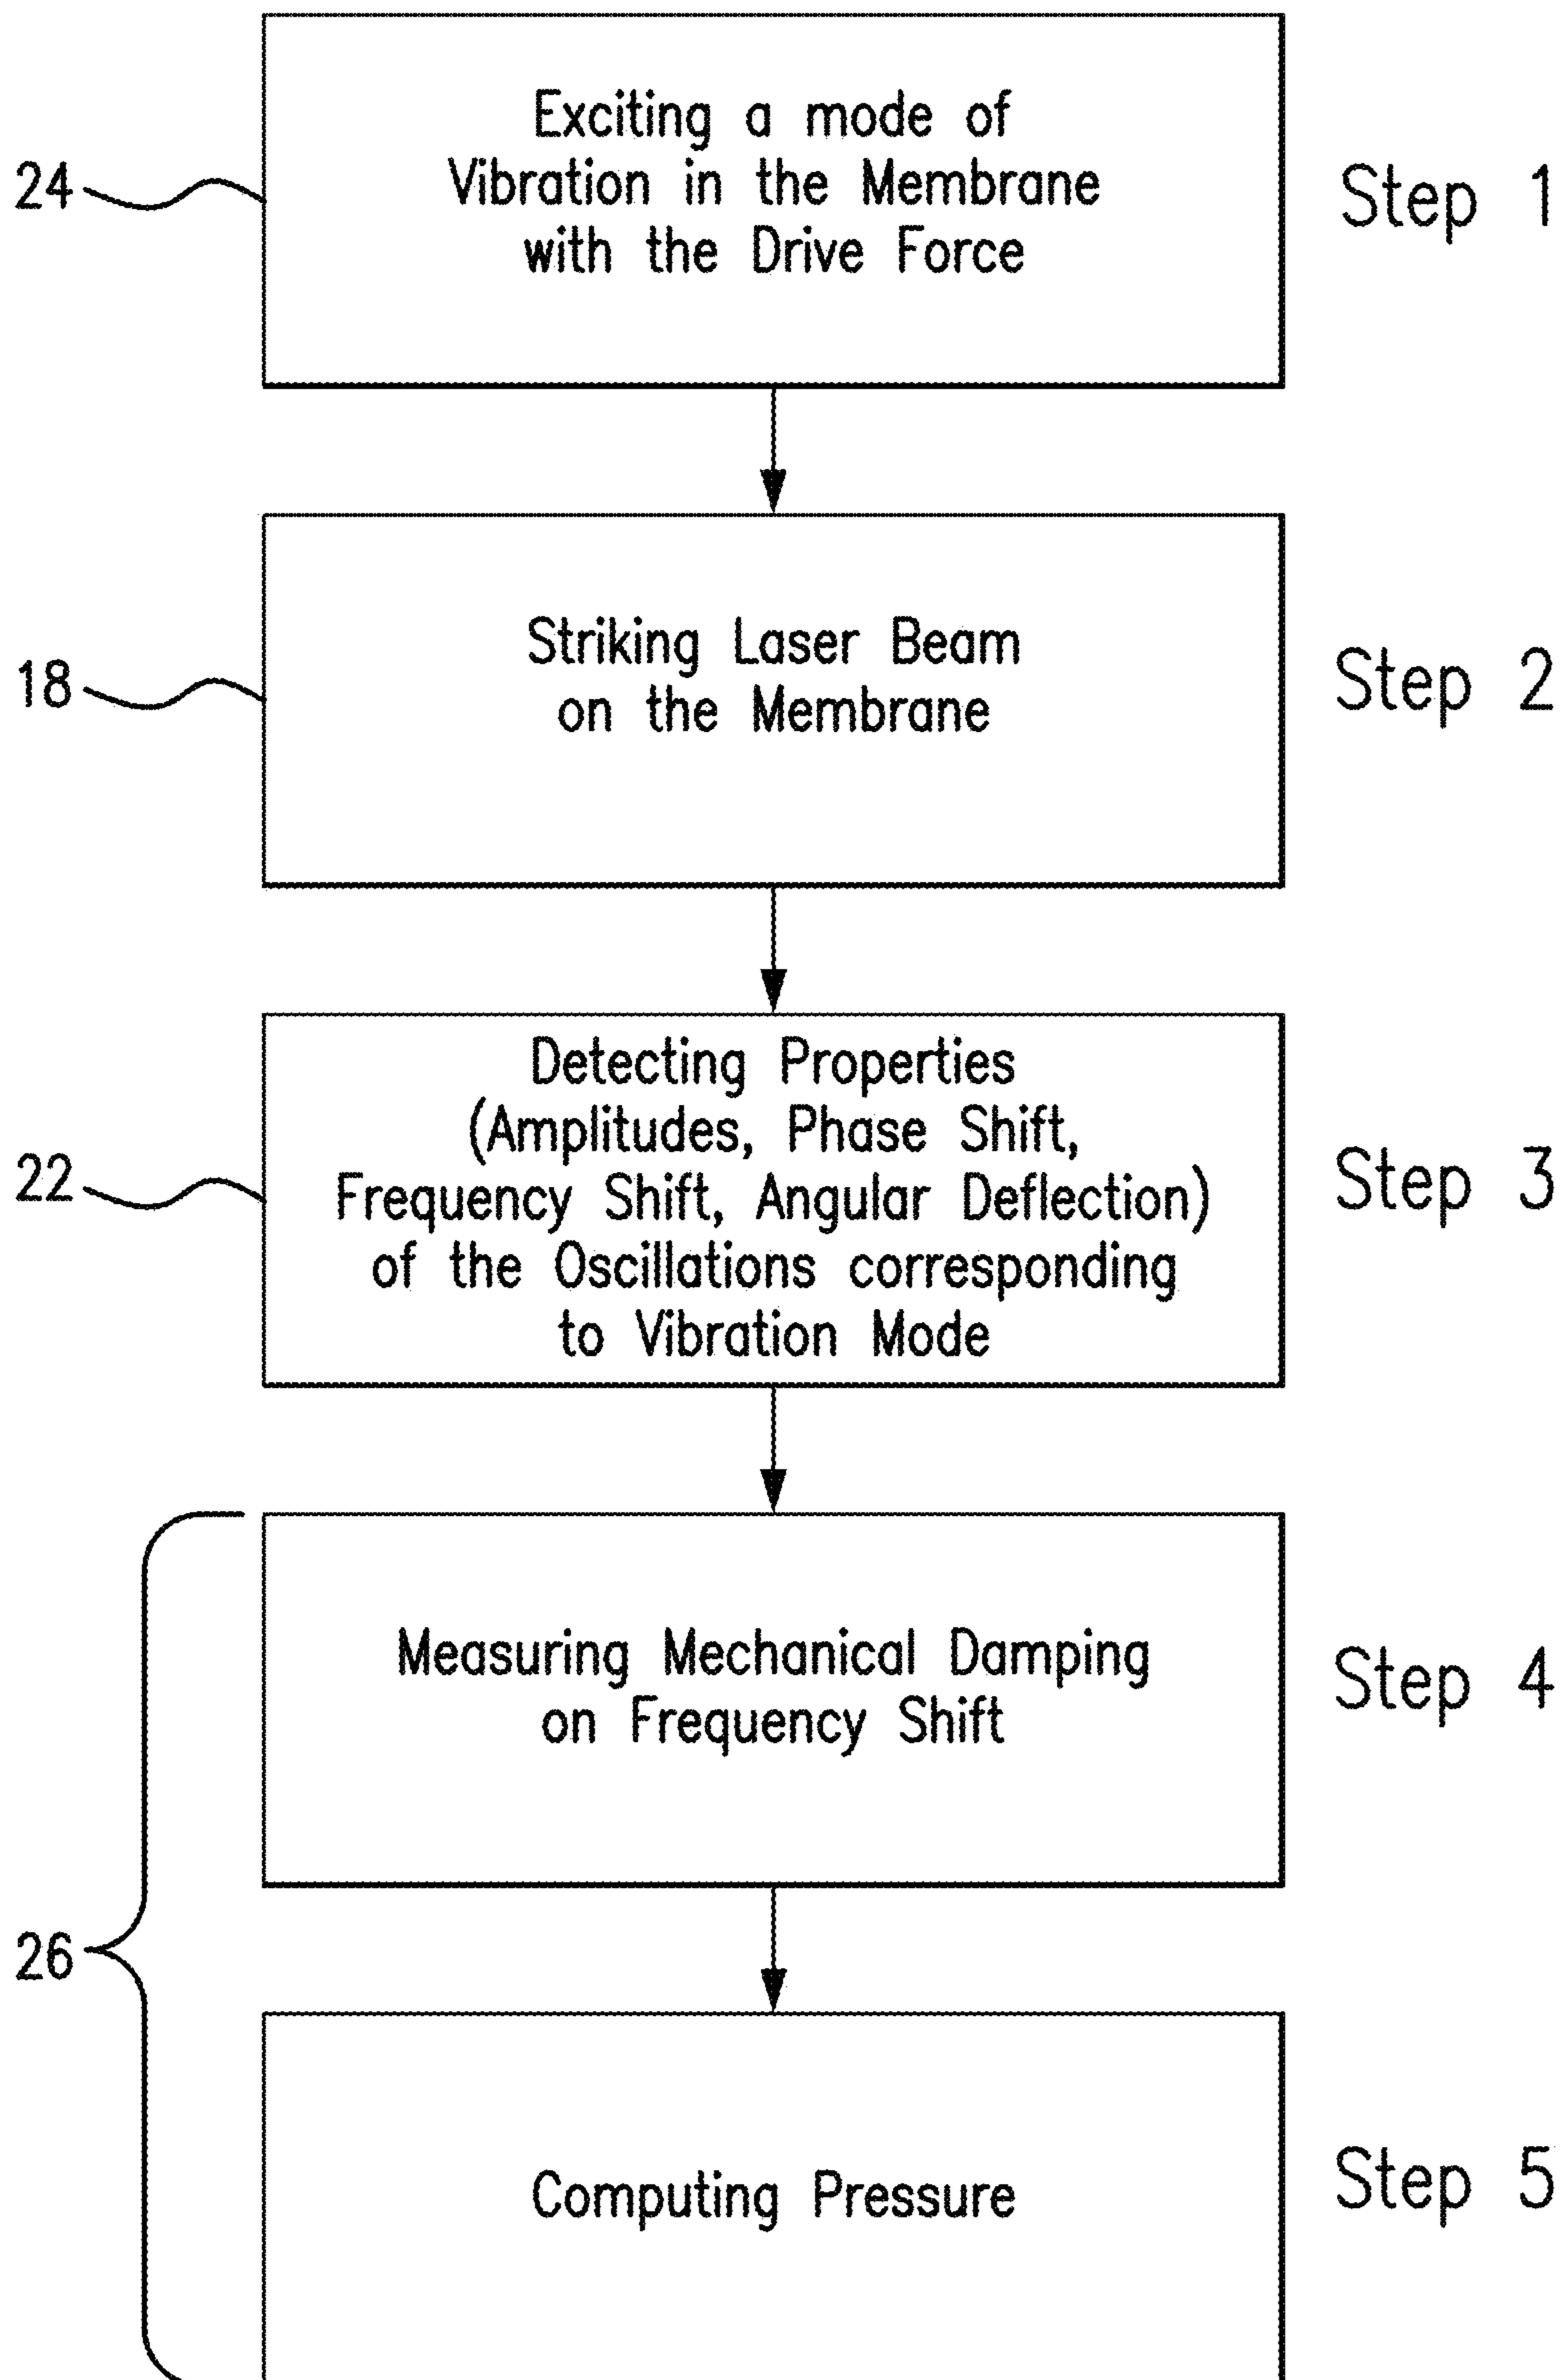 Exciting a mode of
Vibration in the Membrane
with the Drive Force
24
Step 1
Striking Laser Beam
on the Membrane
18
Step 2
Detecting Properties
(Amplitudes, Phase Shift,
Frequency Shift, Angular Deflection)
of the Oscillations corresponding
to Vibration Mode
22
Step 3
Measuring Mechanical Damping
on Frequency Shift
Step 4
26
Computing Pressure
Step 5